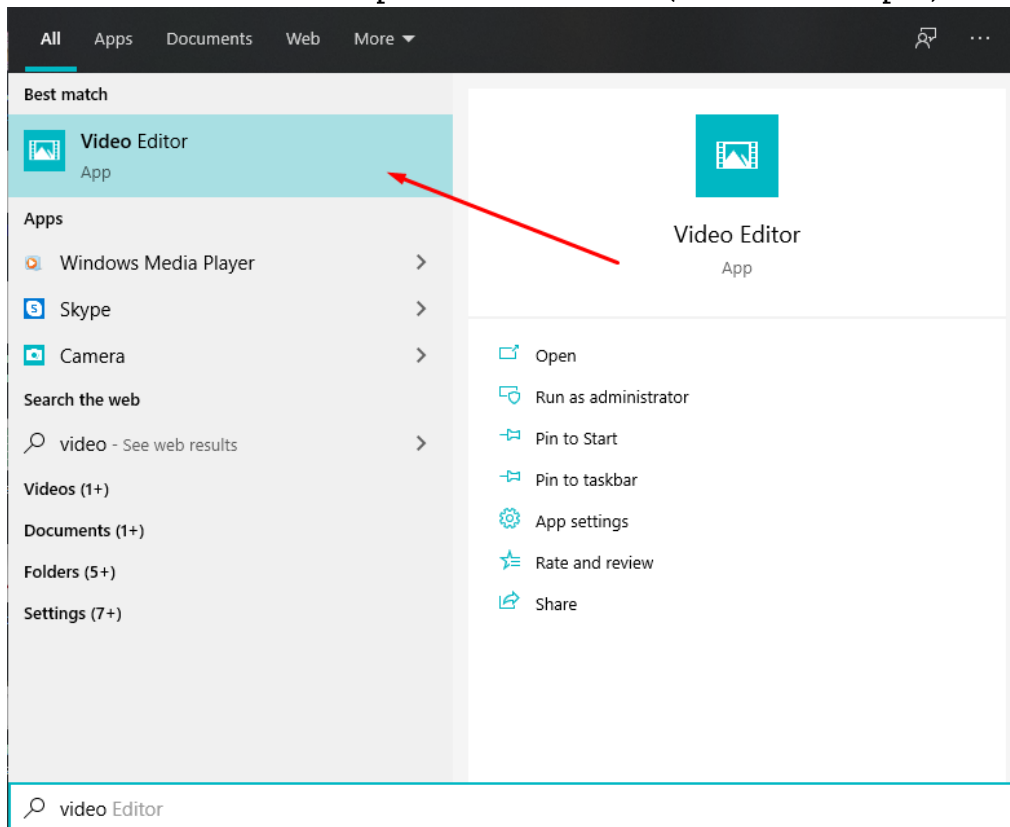 All Apps Documents Web More
Best match
Video Editor
App
Apps
Windows Media Player
Skype
Camera
Search the web
video - See web results
Videos (1+)
Documents (1+)
Folders (5+)
Settings (7+)
Video Editor
App
Open
Run as administrator
Pin to Start
Pin to taskbar
App settings
Rate and review
Share
video Editor